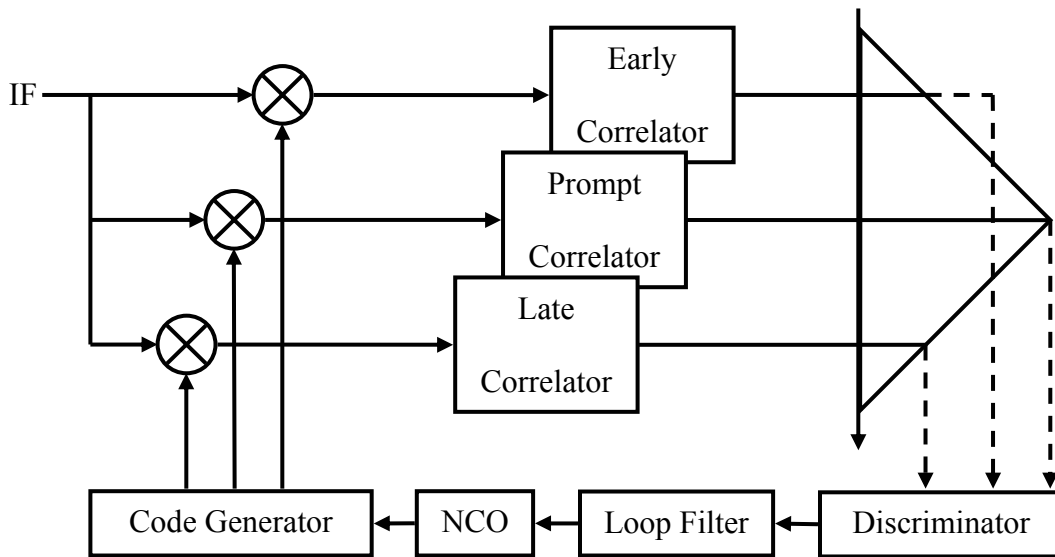 Early
IF
Correlator
Prompt
Correlator
Late
Correlator
Code Generator
NCO
Loop Filter
Discriminator